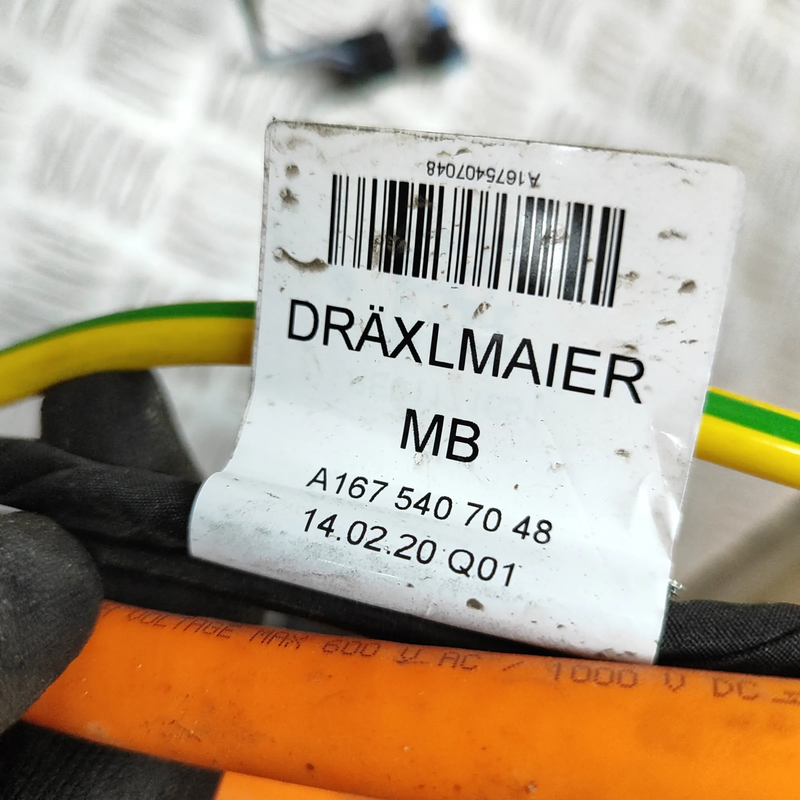 A1675407048
DRÄXLMAIER
MB
A167 540 70 48
14.02.20 Q01
VOLTAGE MAX 600 V AC / 1000 V DC